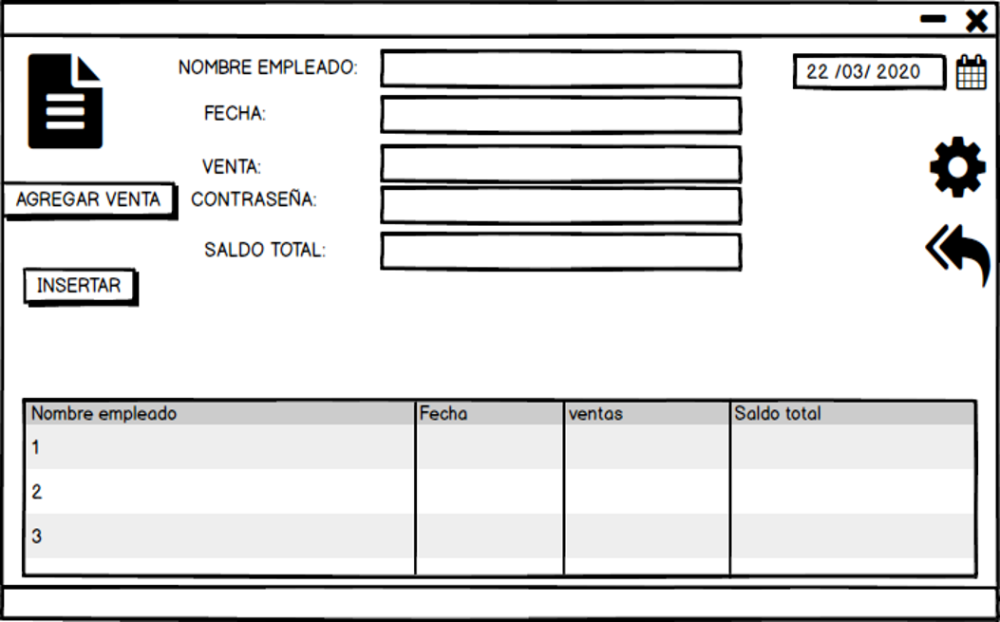 NOMBRE EMPLEADO:
22 /03/ 2020
FECHA:
VENTA:
AGREGAR VENTA
CONTRASEÑA:
SALDO TOTAL:
INSERTAR
Nombre empleado Fecha ventas Saldo total
1
2
3